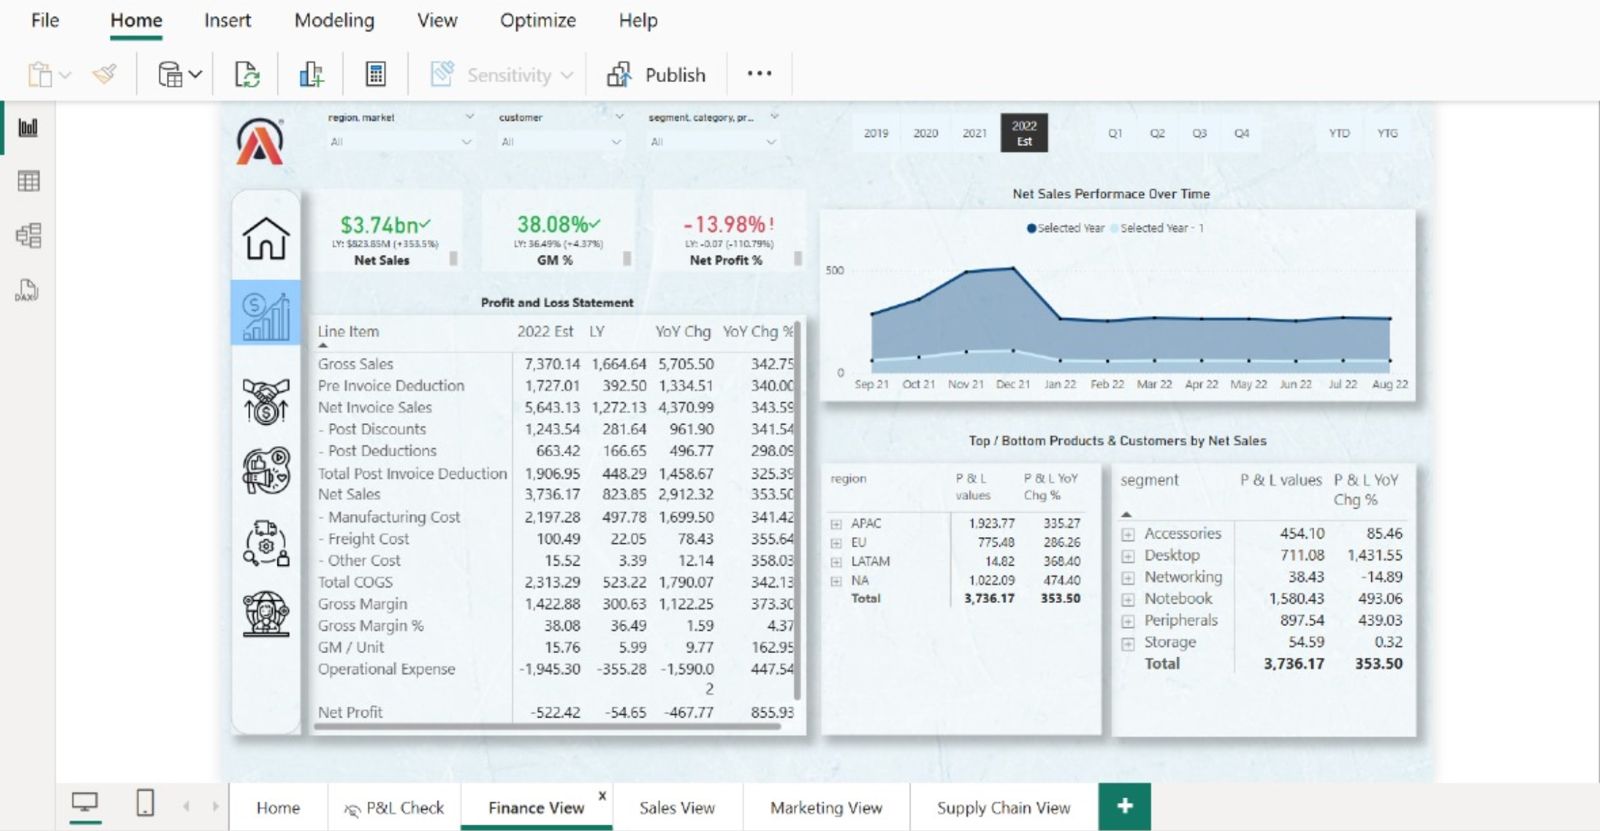 File Home Insert Modeling View Optimize Help
Sensitivity Publish ...
region, market customer segment, category, pr...
All All All
2019 2020 2021 2022 Est Q1 Q2 Q3 Q4 YTD YTG
$3.74bn✓ 38.08%✓ -13.98%!
LY: $823.85M (+353.5%) LY: 36.49% (+4.37%) LY: -0.07 (-110.79%)
Net Sales GM % Net Profit %
Net Sales Performace Over Time
Selected Year Selected Year - 1
500
0
Sep 21 Oct 21 Nov 21 Dec 21 Jan 22 Feb 22 Mar 22 Apr 22 May 22 Jun 22 Jul 22 Aug 22
Profit and Loss Statement
Line Item 2022 Est LY YoY Chg YoY Chg %
Gross Sales 7,370.14 1,664.64 5,705.50 342.75
Pre Invoice Deduction 1,727.01 392.50 1,334.51 340.00
Net Invoice Sales 5,643.13 1,272.13 4,370.99 343.59
- Post Discounts 1,243.54 281.64 961.90 341.54
- Post Deductions 663.42 166.65 496.77 298.09
Total Post Invoice Deduction 1,906.95 448.29 1,458.67 325.39
Net Sales 3,736.17 823.85 2,912.32 353.50
- Manufacturing Cost 2,197.28 497.78 1,699.50 341.42
- Freight Cost 100.49 22.05 78.43 355.64
- Other Cost 15.52 3.39 12.14 358.03
Total COGS 2,313.29 523.22 1,790.07 342.13
Gross Margin 1,422.88 300.63 1,122.25 373.30
Gross Margin % 38.08 36.49 1.59 4.37
GM / Unit 15.76 5.99 9.77 162.95
Operational Expense -1,945.30 -355.28 -1,590.0 447.54
2
Net Profit -522.42 -54.65 -467.77 855.93
Top / Bottom Products & Customers by Net Sales
region P & L values P & L YoY Chg %
APAC 1,923.77 335.27
EU 775.48 286.26
LATAM 14.82 368.40
NA 1,022.09 474.40
Total 3,736.17 353.50
segment P & L values P & L YoY Chg %
Accessories 454.10 85.46
Desktop 711.08 1,431.55
Networking 38.43 -14.89
Notebook 1,580.43 493.06
Peripherals 897.54 439.03
Storage 54.59 0.32
Total 3,736.17 353.50
DAX
Home P&L Check Finance View x Sales View Marketing View Supply Chain View +